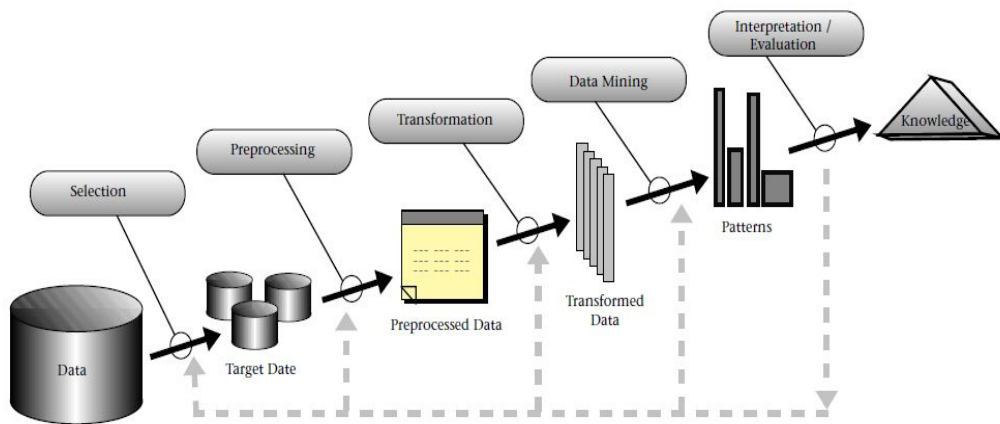 Interpretation /
Evaluation
Data Mining
Transformation
Knowledge
Preprocessing
Selection
Patterns
Transformed
Data
Preprocessed Data
Target Date
Data